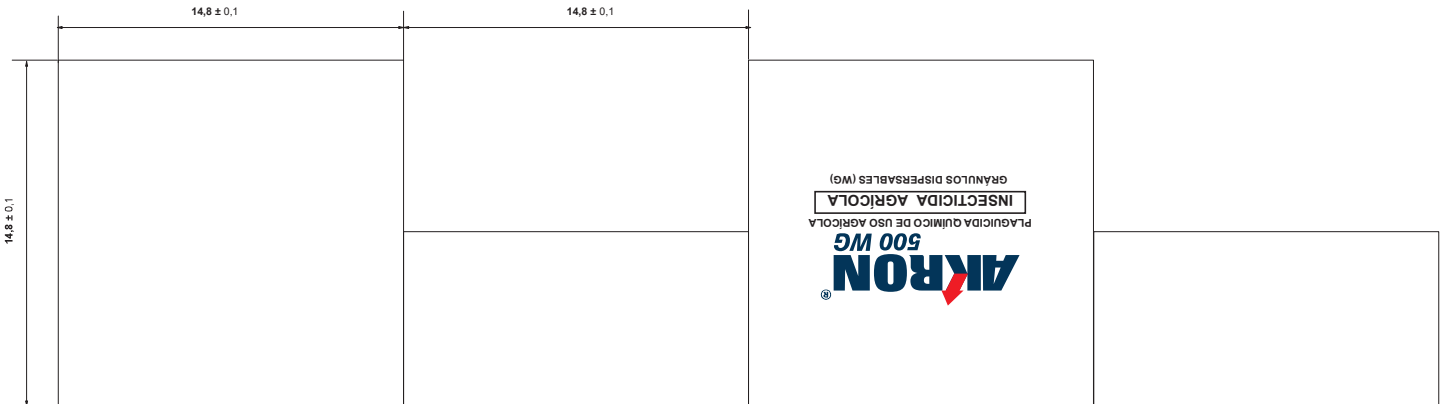 14,8 ± 0,1
14,8 ± 0,1
14,8 ± 0,1
AKRON®
500 WG
PLAGUICIDA QUÍMICO DE USO AGRÍCOLA
INSECTICIDA AGRÍCOLA
GRÁNULOS DISPERSABLES (WG)